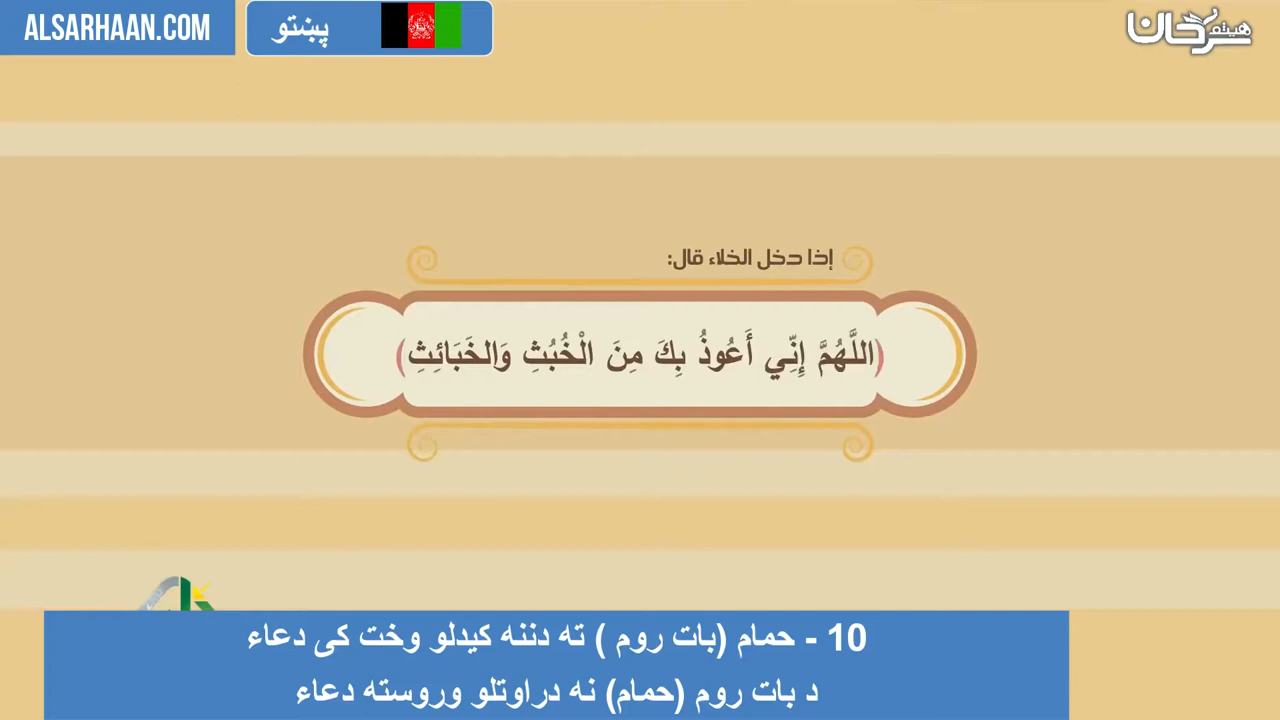 ALSARHAAN.COM
پښتو
هيثم سرحان
إذا دخل الخلاء قال:
(اللَّهُمَّ إِنِّي أَعُوذُ بِكَ مِنَ الْخُبُثِ وَالخَبَائِثِ)
10 - حمام (بات روم ) ته دننه کیدلو وخت کی دعاء
د بات روم (حمام) نه دراوتلو وروسته دعاء